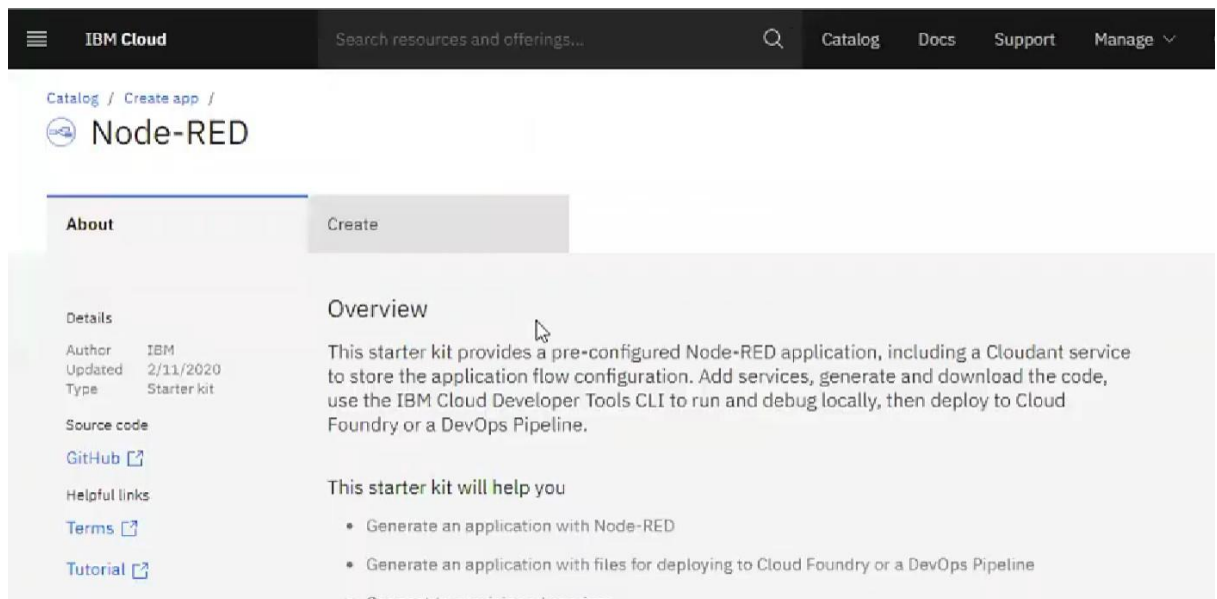 IBM Cloud
Search resources and offerings...
Catalog
Docs
Support
Manage
Catalog / Create app /
Node-RED
About
Create
Details
Author IBM
Updated 2/11/2020
Type Starter kit
Source code
GitHub
Helpful links
Terms
Tutorial
Overview
This starter kit provides a pre-configured Node-RED application, including a Cloudant service
to store the application flow configuration. Add services, generate and download the code,
use the IBM Cloud Developer Tools CLI to run and debug locally, then deploy to Cloud
Foundry or a DevOps Pipeline.
This starter kit will help you
• Generate an application with Node-RED
• Generate an application with files for deploying to Cloud Foundry or a DevOps Pipeline